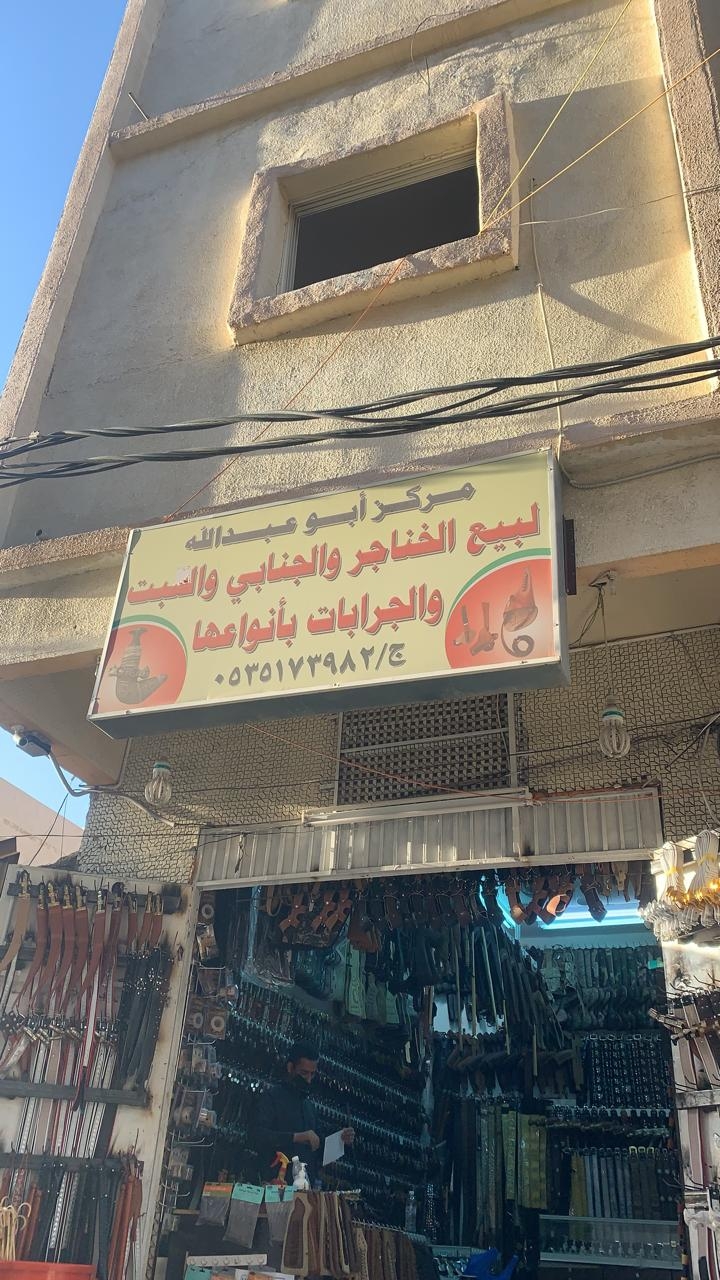 مركز أبو عبدالله
لبيع الخناجر والجنابي والسبت
والجرابات بأنواعها
ج/٠٥٣٥١٧٣٩٨٢